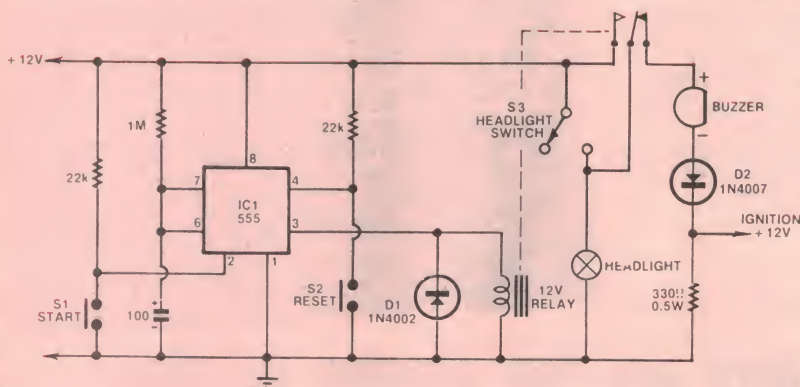 + 12V
1M
22k
22k
8
7
4
IC1
555
6
3
2
1
S1
START
100
+
-
S2
RESET
D1
1N4002
12V
RELAY
S3
HEADLIGHT
SWITCH
HEADLIGHT
+
BUZZER
-
D2
1N4007
IGNITION
+ 12V
330Ω
0.5W